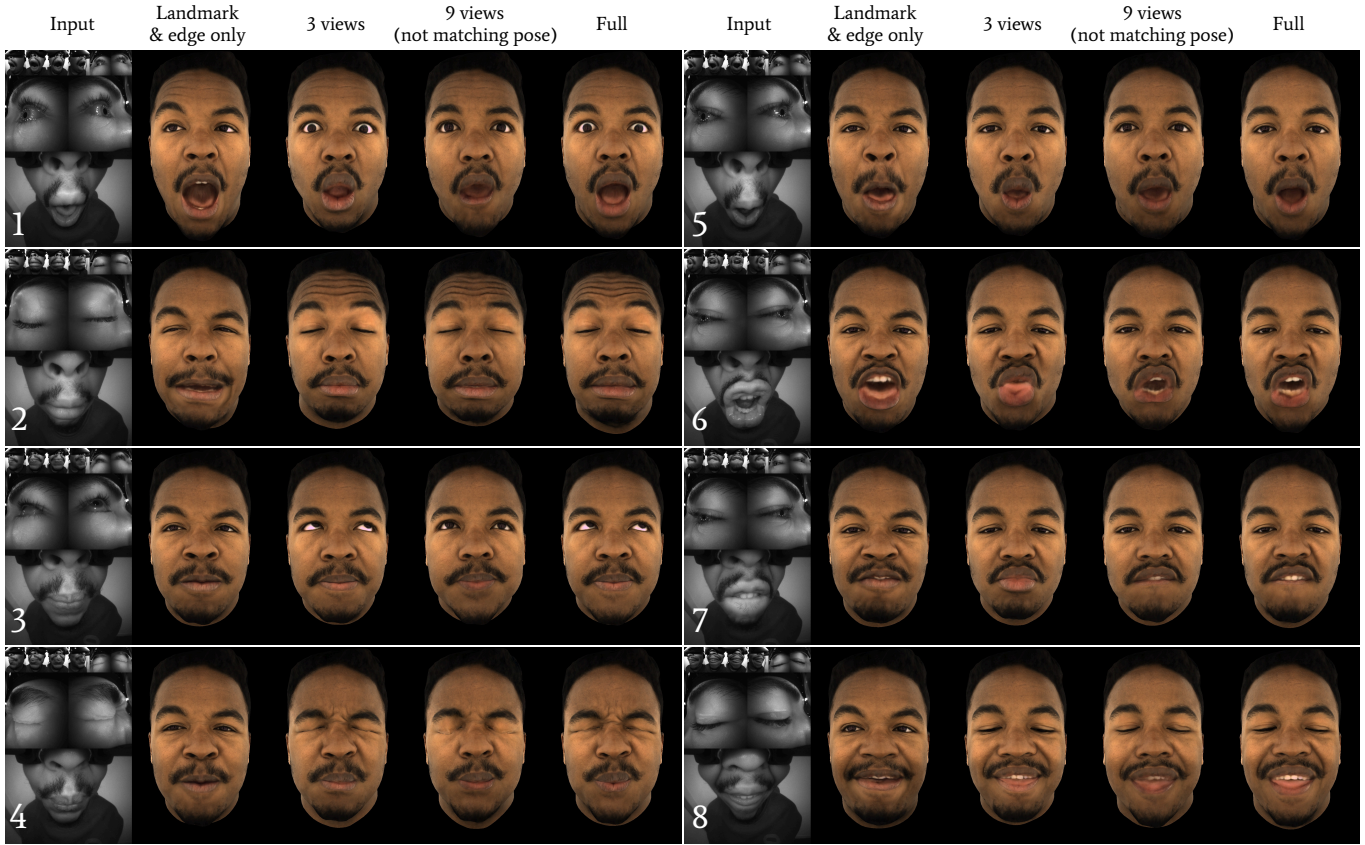 Input
Landmark
& edge only
3 views
9 views
(not matching pose)
Full
Input
Landmark
& edge only
3 views
9 views
(not matching pose)
Full
1
5
2
6
3
7
4
8